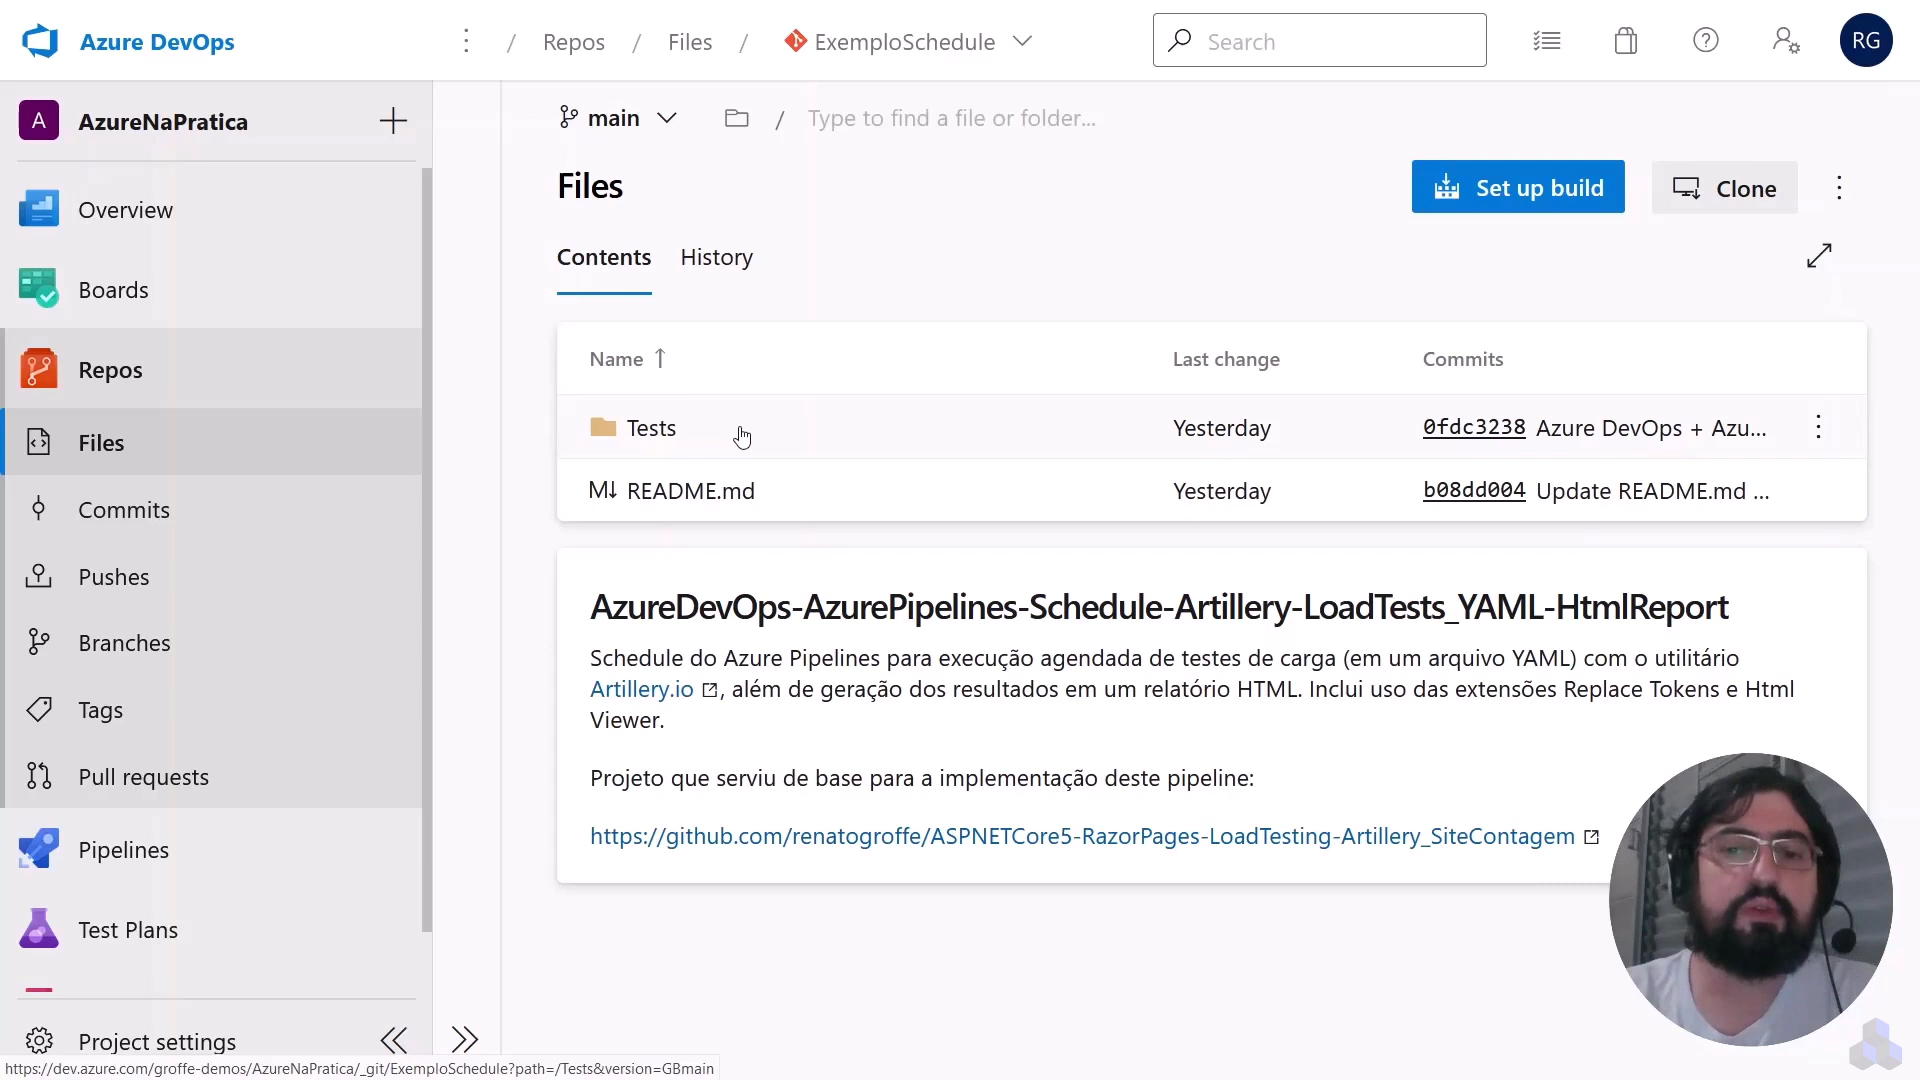 Azure DevOps
/ Repos / Files / ExemploSchedule
Search
RG
A AzureNaPratica
Overview
Boards
Repos
Files
Commits
Pushes
Branches
Tags
Pull requests
Pipelines
Test Plans
Project settings
main / Type to find a file or folder...
Files
Set up build
Clone
Contents History
Name Last change Commits
Tests Yesterday 0fdc3238 Azure DevOps + Azu...
M↓ README.md Yesterday b08dd004 Update README.md ...
AzureDevOps-AzurePipelines-Schedule-Artillery-LoadTests_YAML-HtmlReport
Schedule do Azure Pipelines para execução agendada de testes de carga (em um arquivo YAML) com o utilitário
Artillery.io , além de geração dos resultados em um relatório HTML. Inclui uso das extensões Replace Tokens e Html
Viewer.
Projeto que serviu de base para a implementação deste pipeline:
https://github.com/renatogroffe/ASPNETCore5-RazorPages-LoadTesting-Artillery_SiteContagem
https://dev.azure.com/groffe-demos/AzureNaPratica/_git/ExemploSchedule?path=/Tests&version=GBmain